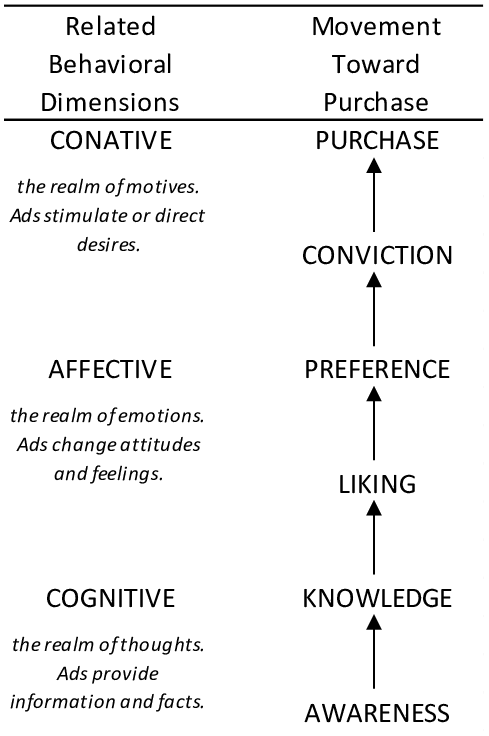 Related
Behavioral
Dimensions
Movement
Toward
Purchase
CONATIVE
the realm of motives.
Ads stimulate or direct
desires.
PURCHASE
CONVICTION
AFFECTIVE
the realm of emotions.
Ads change attitudes
and feelings.
PREFERENCE
LIKING
COGNITIVE
the realm of thoughts.
Ads provide
information and facts.
KNOWLEDGE
AWARENESS